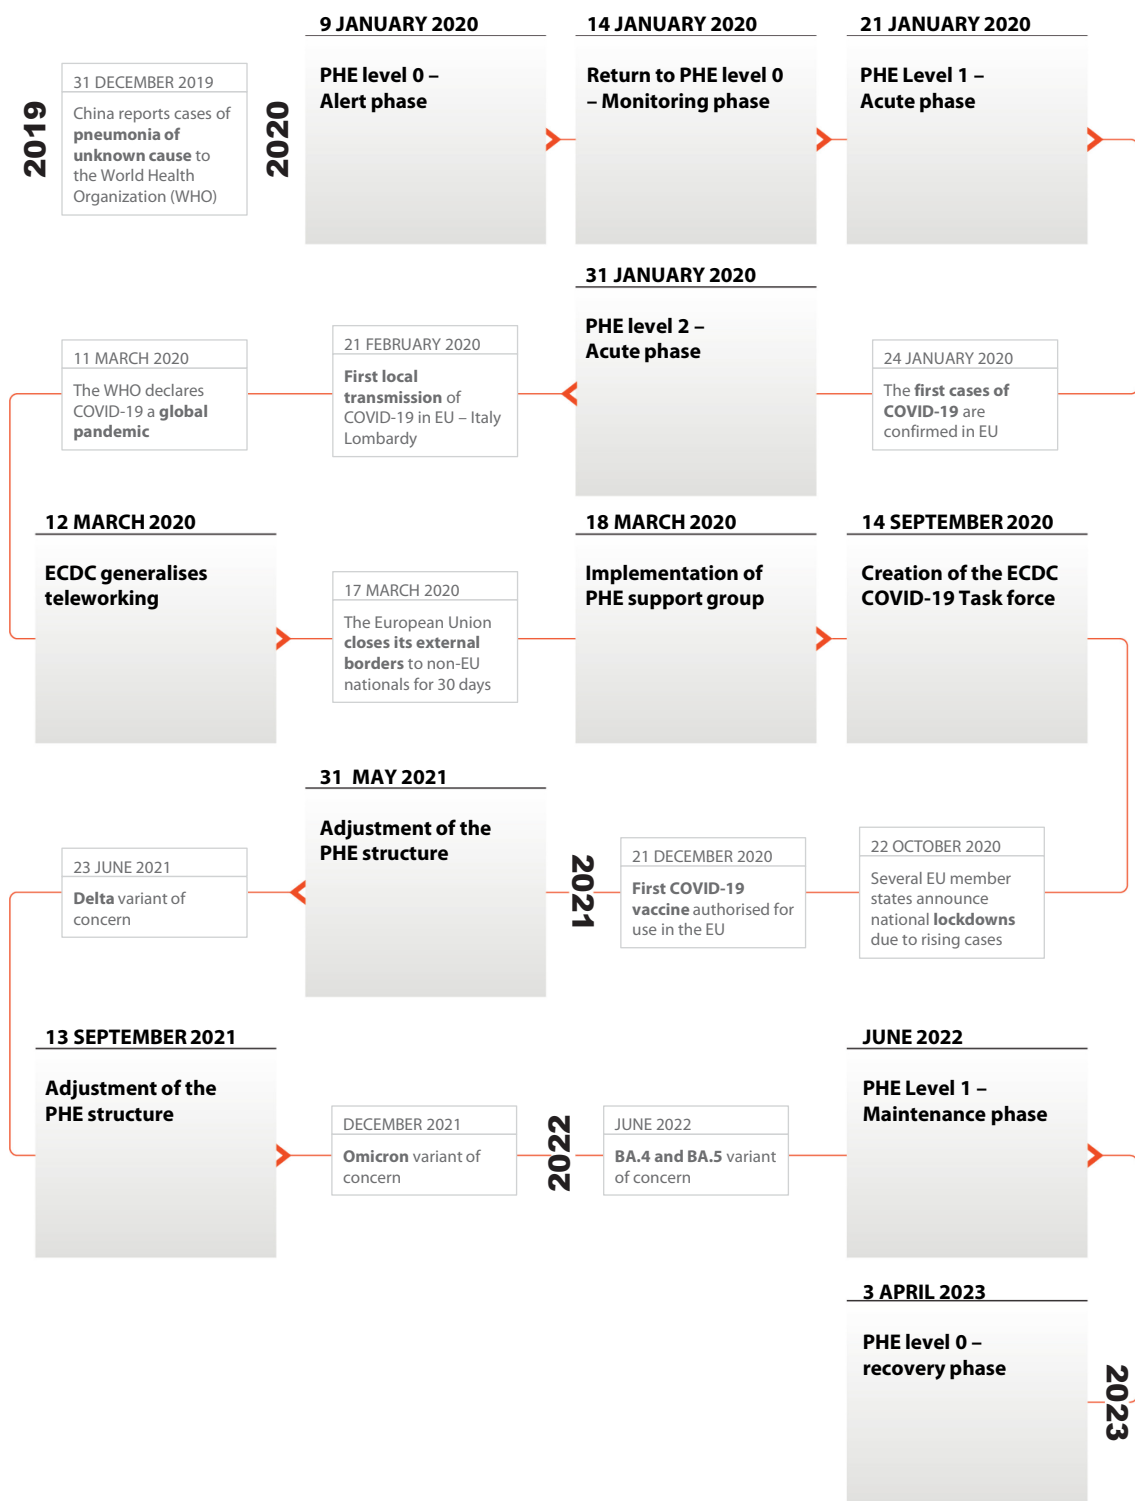 2019
31 DECEMBER 2019
China reports cases of
pneumonia of
unknown cause to
the World Health
Organization (WHO)
2020
9 JANUARY 2020
PHE level 0 –
Alert phase
14 JANUARY 2020
Return to PHE level 0
– Monitoring phase
21 JANUARY 2020
PHE Level 1 –
Acute phase
24 JANUARY 2020
The first cases of
COVID-19 are
confirmed in EU
31 JANUARY 2020
PHE level 2 –
Acute phase
21 FEBRUARY 2020
First local
transmission of
COVID-19 in EU – Italy
Lombardy
11 MARCH 2020
The WHO declares
COVID-19 a global
pandemic
12 MARCH 2020
ECDC generalises
teleworking
17 MARCH 2020
The European Union
closes its external
borders to non-EU
nationals for 30 days
18 MARCH 2020
Implementation of
PHE support group
14 SEPTEMBER 2020
Creation of the ECDC
COVID-19 Task force
22 OCTOBER 2020
Several EU member
states announce
national lockdowns
due to rising cases
21 DECEMBER 2020
First COVID-19
vaccine authorised for
use in the EU
2021
31 MAY 2021
Adjustment of the
PHE structure
23 JUNE 2021
Delta variant of
concern
13 SEPTEMBER 2021
Adjustment of the
PHE structure
DECEMBER 2021
Omicron variant of
concern
2022
JUNE 2022
BA.4 and BA.5 variant
of concern
JUNE 2022
PHE Level 1 –
Maintenance phase
2023
3 APRIL 2023
PHE level 0 –
recovery phase